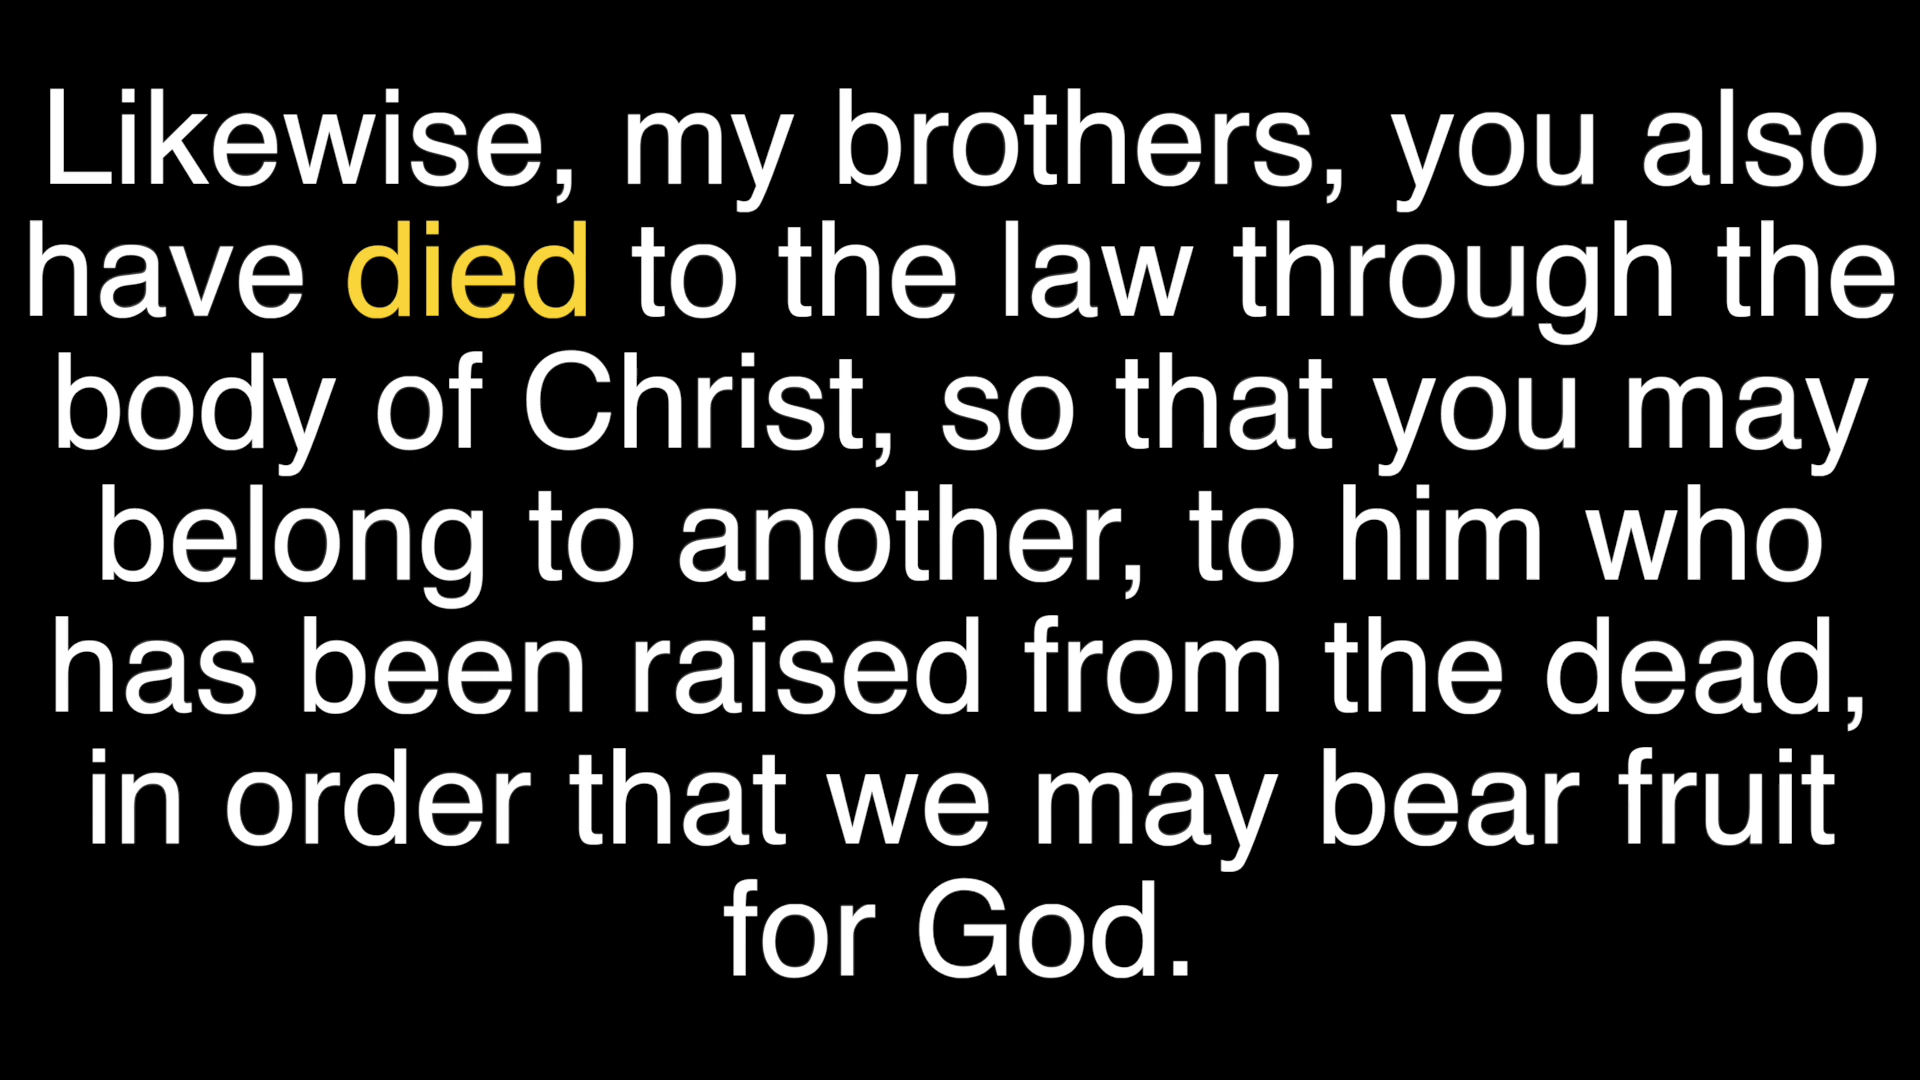 Likewise, my brothers, you also
have died to the law through the
body of Christ, so that you may
belong to another, to him who
has been raised from the dead,
in order that we may bear fruit
for God.